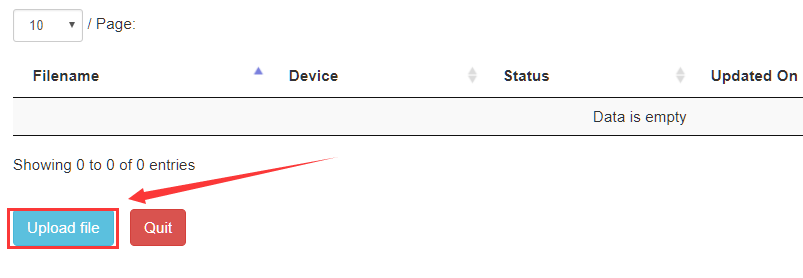 10 / Page:
Filename Device Status Updated On
Data is empty
Showing 0 to 0 of 0 entries
Upload file Quit